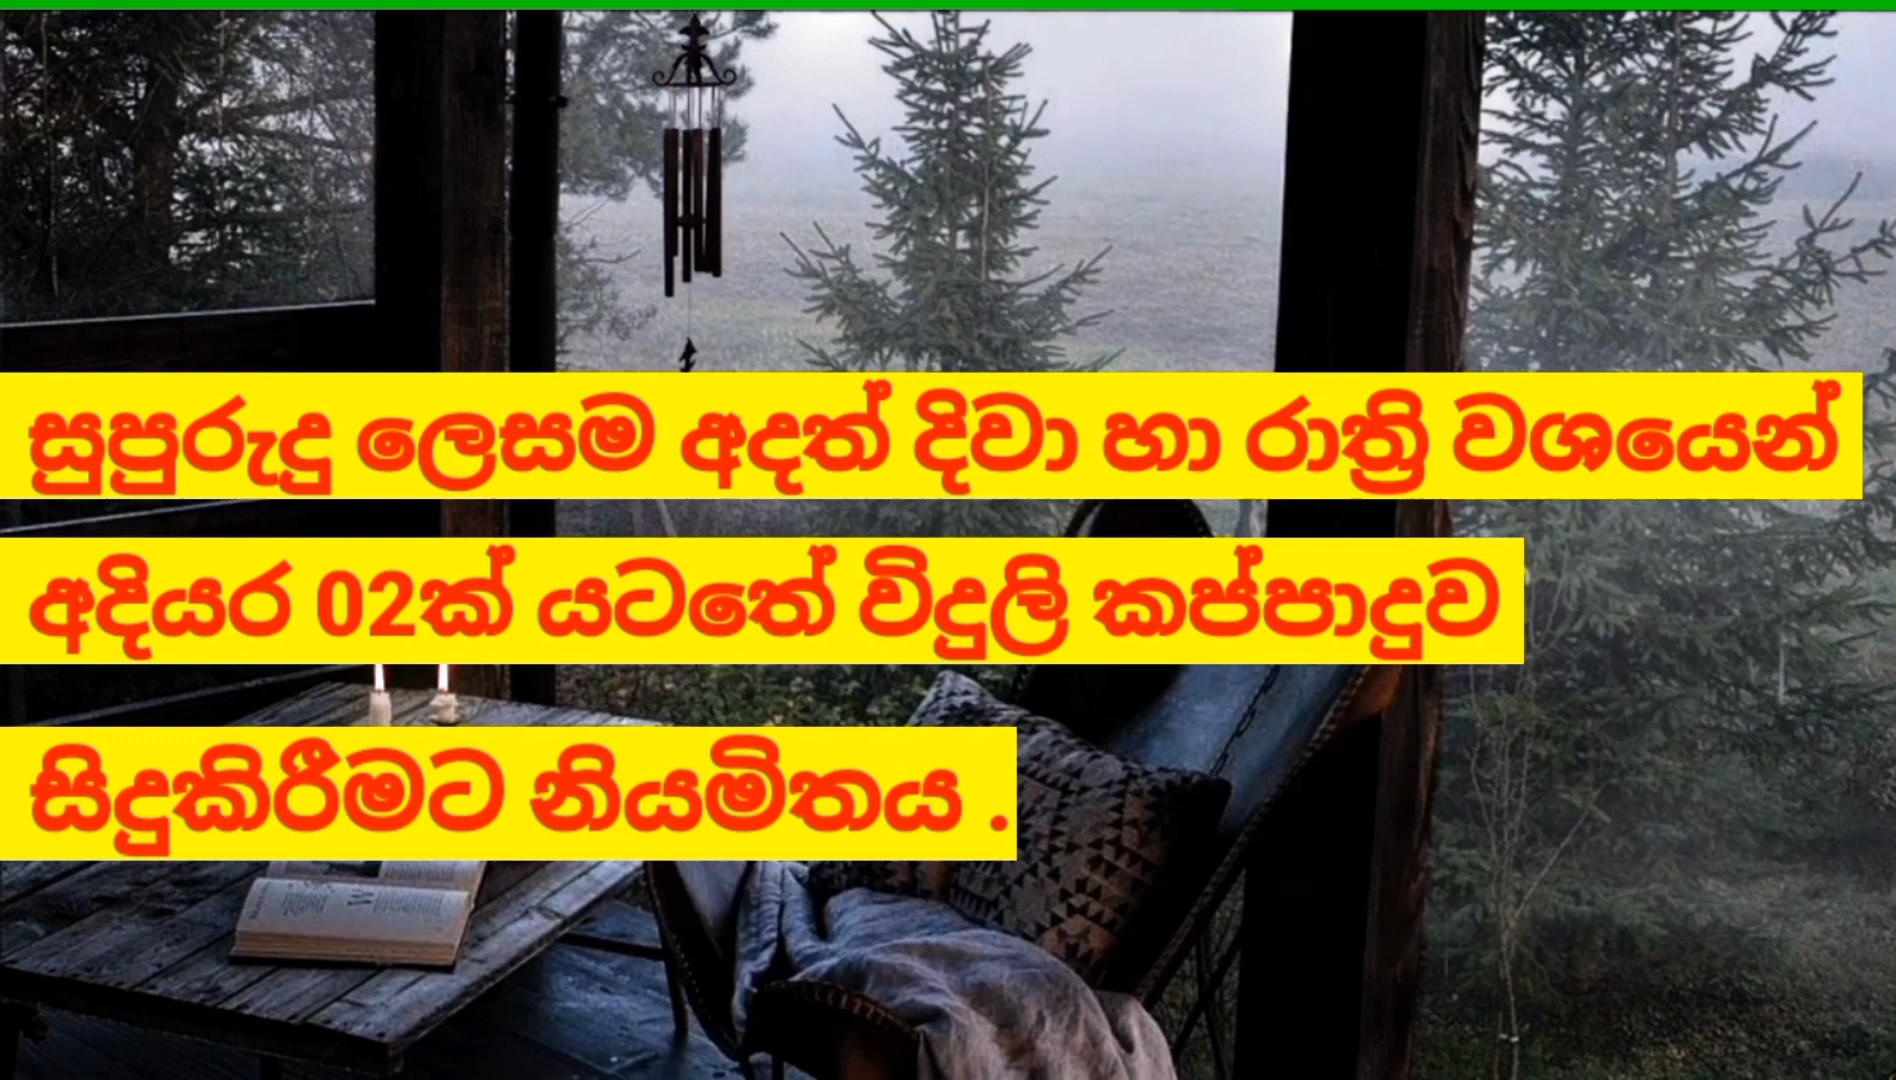 සුපුරුදු ලෙසම අදත් දිවා හා රාත්‍රි වශයෙන්
අදියර 02ක් යටතේ විදුලි කප්පාදුව
සිදුකිරීමට නියමිතය .